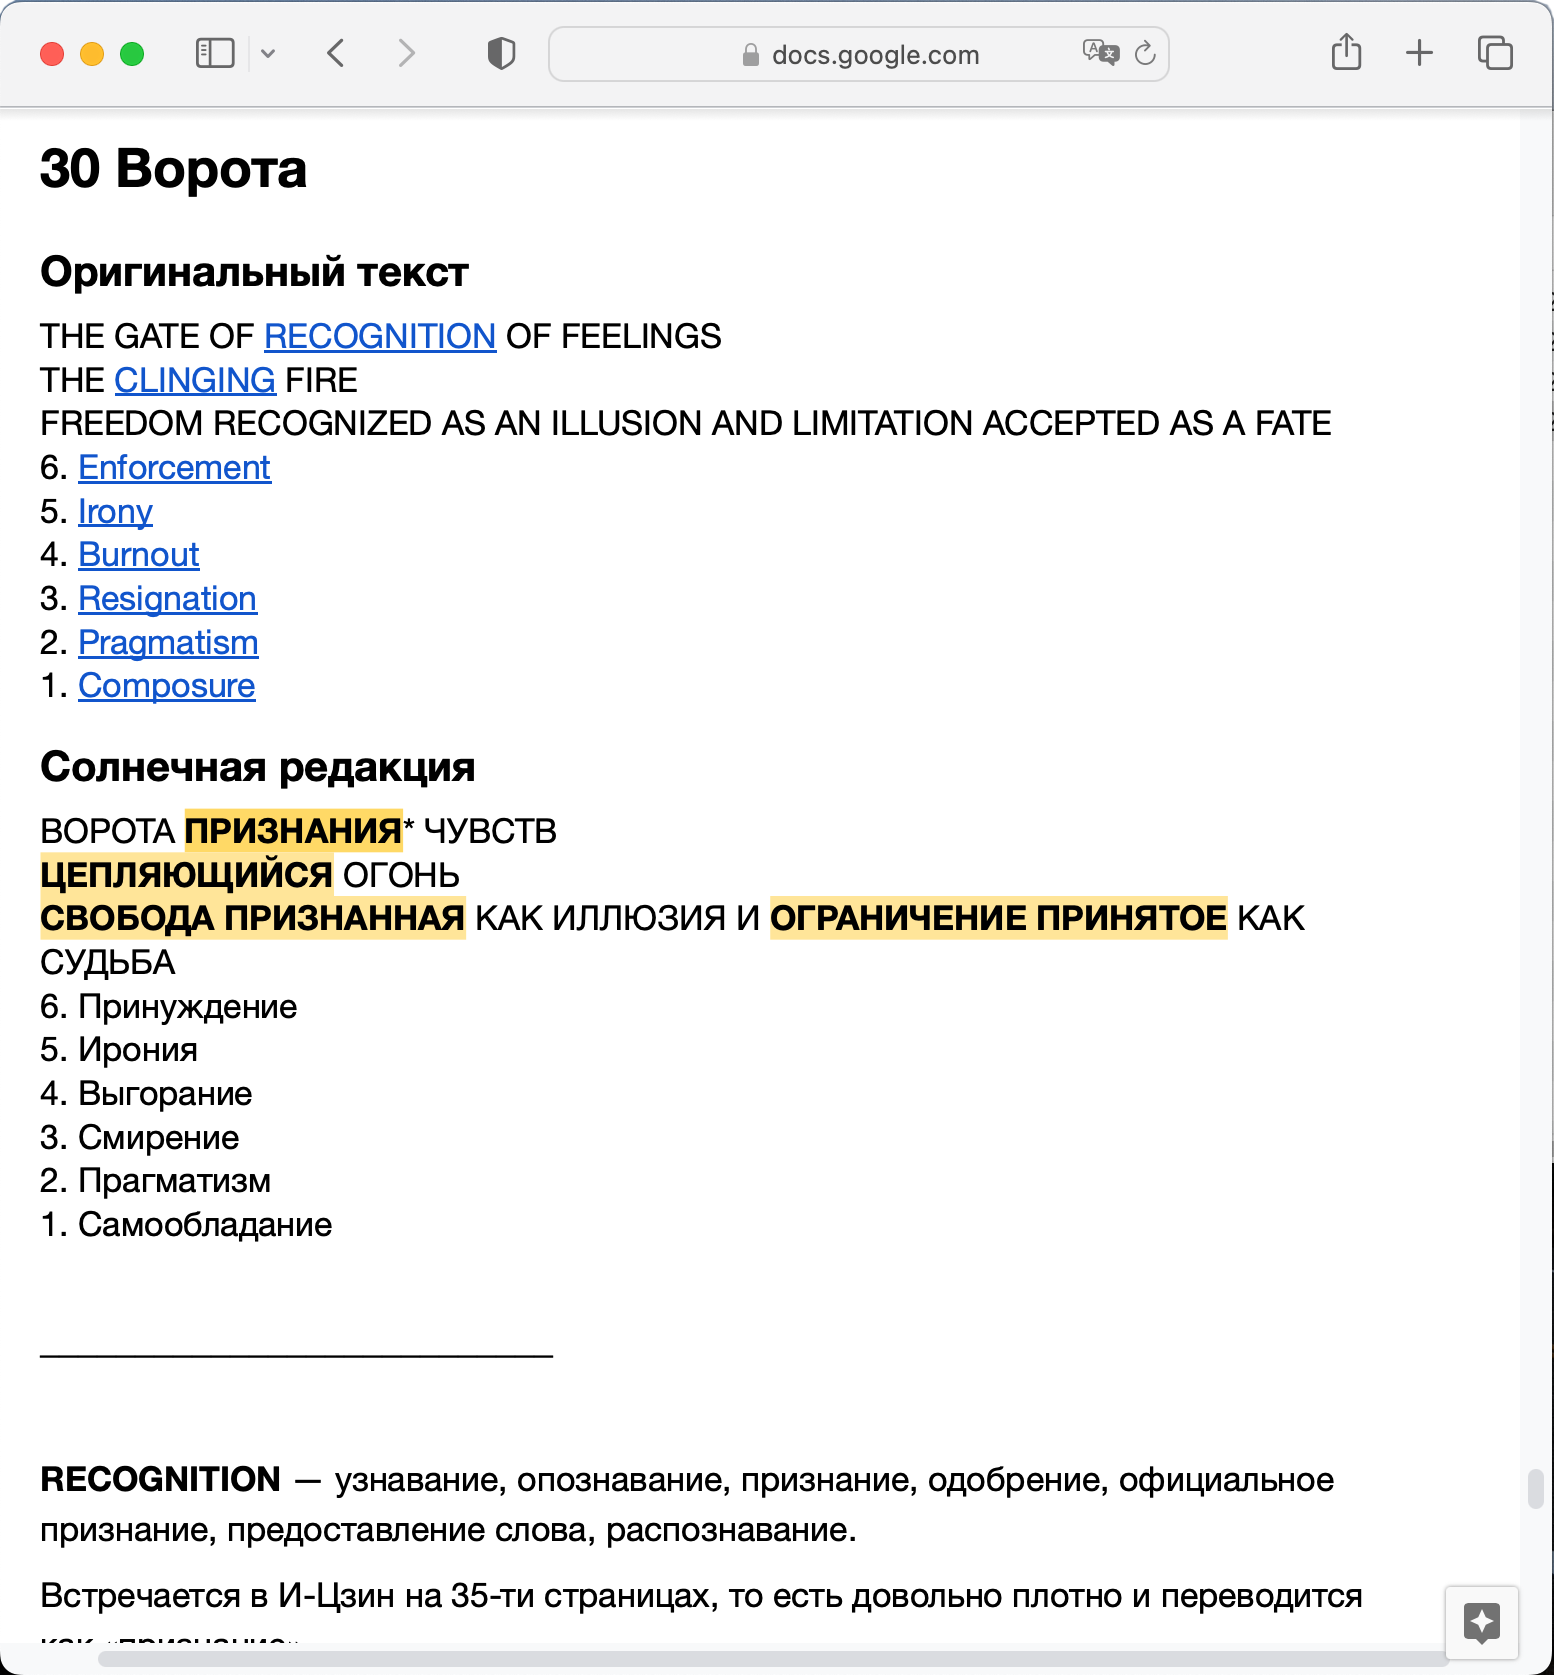 docs.google.com
30 Ворота
Оригинальный текст
THE GATE OF RECOGNITION OF FEELINGS
THE CLINGING FIRE
FREEDOM RECOGNIZED AS AN ILLUSION AND LIMITATION ACCEPTED AS A FATE
6. Enforcement
5. Irony
4. Burnout
3. Resignation
2. Pragmatism
1. Composure
Солнечная редакция
ВОРОТА ПРИЗНАНИЯ* ЧУВСТВ
ЦЕПЛЯЮЩИЙСЯ ОГОНЬ
СВОБОДА ПРИЗНАННАЯ КАК ИЛЛЮЗИЯ И ОГРАНИЧЕНИЕ ПРИНЯТОЕ КАК
СУДЬБА
6. Принуждение
5. Ирония
4. Выгорание
3. Смирение
2. Прагматизм
1. Самообладание
RECOGNITION — узнавание, опознавание, признание, одобрение, официальное
признание, предоставление слова, распознавание.
Встречается в И-Цзин на 35-ти страницах, то есть довольно плотно и переводится
как «признание»